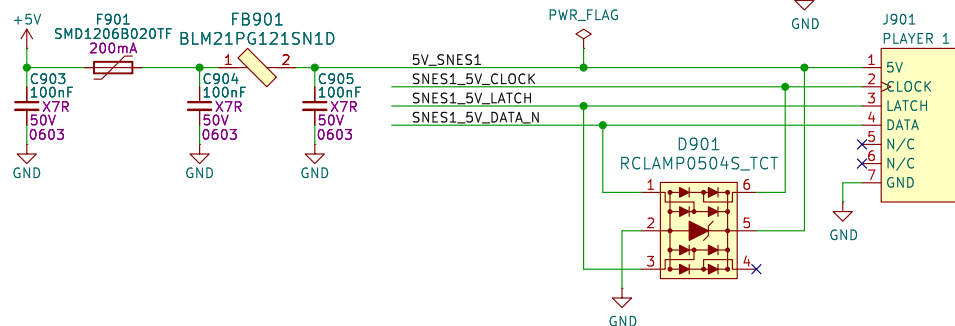 PWR_FLAG
GND
+5V
F901
SMD1206B020TF
200mA
FB901
BLM21PG121SN1D
1 2
J901
PLAYER 1
5V_SNES1
SNES1_5V_CLOCK
SNES1_5V_LATCH
SNES1_5V_DATA_N
1 5V
2 CLOCK
3 LATCH
4 DATA
5 N/C
6 N/C
7 GND
C903
100nF
X7R
50V
0603
GND
C904
100nF
X7R
50V
0603
GND
C905
100nF
X7R
50V
0603
GND
D901
RCLAMP0504S_TCT
1 6
2 5
3 4
GND
GND